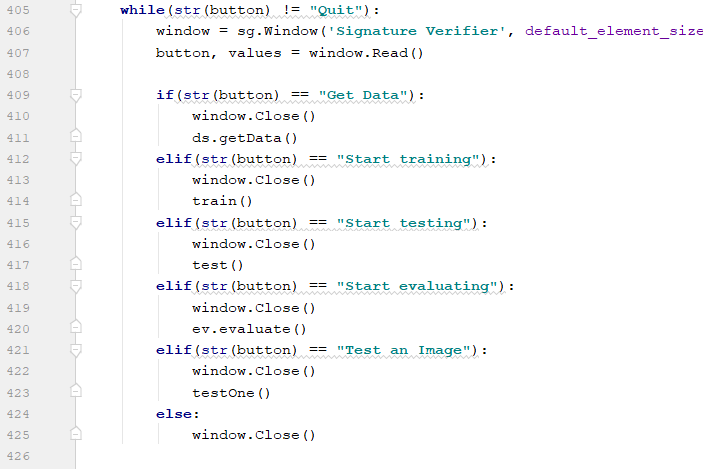 405 while(str(button) != "Quit"):
406 window = sg.Window('Signature Verifier', default_element_size
407 button, values = window.Read()
408
409 if(str(button) == "Get Data"):
410 window.Close()
411 ds.getData()
412 elif(str(button) == "Start training"):
413 window.Close()
414 train()
415 elif(str(button) == "Start testing"):
416 window.Close()
417 test()
418 elif(str(button) == "Start evaluating"):
419 window.Close()
420 ev.evaluate()
421 elif(str(button) == "Test an Image"):
422 window.Close()
423 testOne()
424 else:
425 window.Close()
426